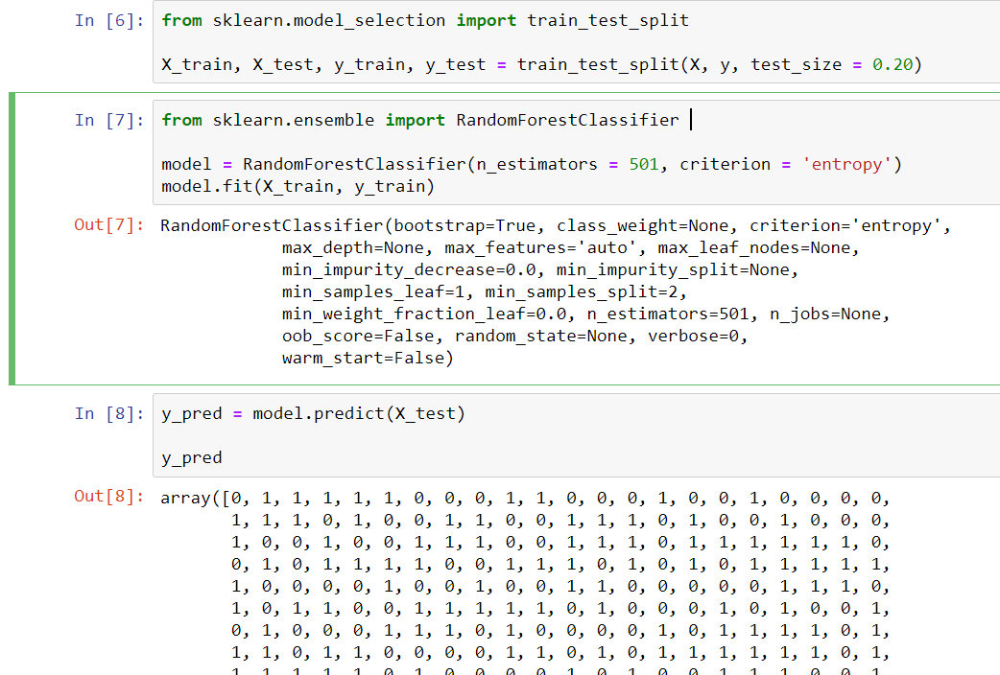 In [6]: from sklearn.model_selection import train_test_split
X_train, X_test, y_train, y_test = train_test_split(X, y, test_size = 0.20)
In [7]: from sklearn.ensemble import RandomForestClassifier
model = RandomForestClassifier(n_estimators = 501, criterion = 'entropy')
model.fit(X_train, y_train)
Out[7]: RandomForestClassifier(bootstrap=True, class_weight=None, criterion='entropy',
max_depth=None, max_features='auto', max_leaf_nodes=None,
min_impurity_decrease=0.0, min_impurity_split=None,
min_samples_leaf=1, min_samples_split=2,
min_weight_fraction_leaf=0.0, n_estimators=501, n_jobs=None,
oob_score=False, random_state=None, verbose=0,
warm_start=False)
In [8]: y_pred = model.predict(X_test)
y_pred
Out[8]: array([0, 1, 1, 1, 1, 1, 0, 0, 0, 1, 1, 0, 0, 0, 1, 0, 0, 1, 0, 0, 0, 0,
1, 1, 1, 0, 1, 0, 0, 1, 1, 0, 0, 1, 1, 1, 0, 1, 0, 0, 1, 0, 0, 0,
1, 0, 0, 1, 0, 0, 1, 1, 1, 0, 0, 1, 1, 1, 0, 1, 1, 1, 1, 1, 1, 0,
0, 1, 0, 1, 1, 1, 1, 0, 0, 1, 1, 1, 0, 1, 0, 1, 0, 1, 1, 1, 1, 1,
1, 0, 0, 0, 0, 1, 0, 0, 1, 0, 0, 1, 1, 0, 0, 0, 0, 0, 1, 1, 1, 0,
1, 0, 1, 1, 0, 0, 1, 1, 1, 1, 1, 0, 1, 0, 0, 0, 1, 0, 1, 0, 0, 1,
0, 1, 0, 0, 0, 1, 1, 1, 0, 1, 0, 0, 0, 0, 1, 0, 1, 1, 1, 1, 0, 1,
1, 1, 0, 1, 1, 0, 0, 0, 0, 1, 1, 0, 1, 0, 1, 1, 1, 1, 1, 1, 0, 1,